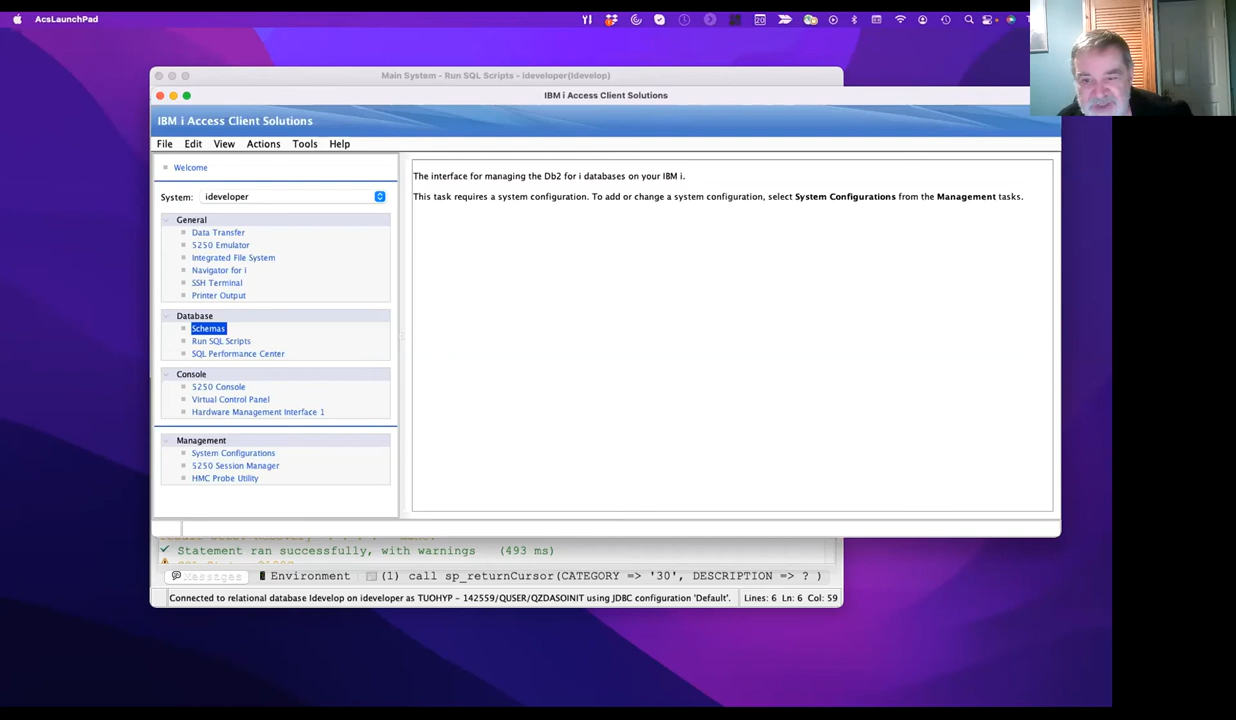 AcsLaunchPad
20
Main System - Run SQL Scripts - ideveloper(Idevelop)
IBM i Access Client Solutions
IBM i Access Client Solutions
File Edit View Actions Tools Help
Welcome
System: ideveloper
General
Data Transfer
5250 Emulator
Integrated File System
Navigator for i
SSH Terminal
Printer Output
Database
Schemas
Run SQL Scripts
SQL Performance Center
Console
5250 Console
Virtual Control Panel
Hardware Management Interface 1
Management
System Configurations
5250 Session Manager
HMC Probe Utility
The interface for managing the Db2 for i databases on your IBM i.
This task requires a system configuration. To add or change a system configuration, select System Configurations from the Management tasks.
Statement ran successfully, with warnings (493 ms)
Messages Environment (1) call sp_returnCursor(CATEGORY => '30', DESCRIPTION => ? )
Connected to relational database Idevelop on ideveloper as TUOHYP - 142559/QUSER/QZDASOINIT using JDBC configuration 'Default'. Lines: 6 Ln: 6 Col: 59